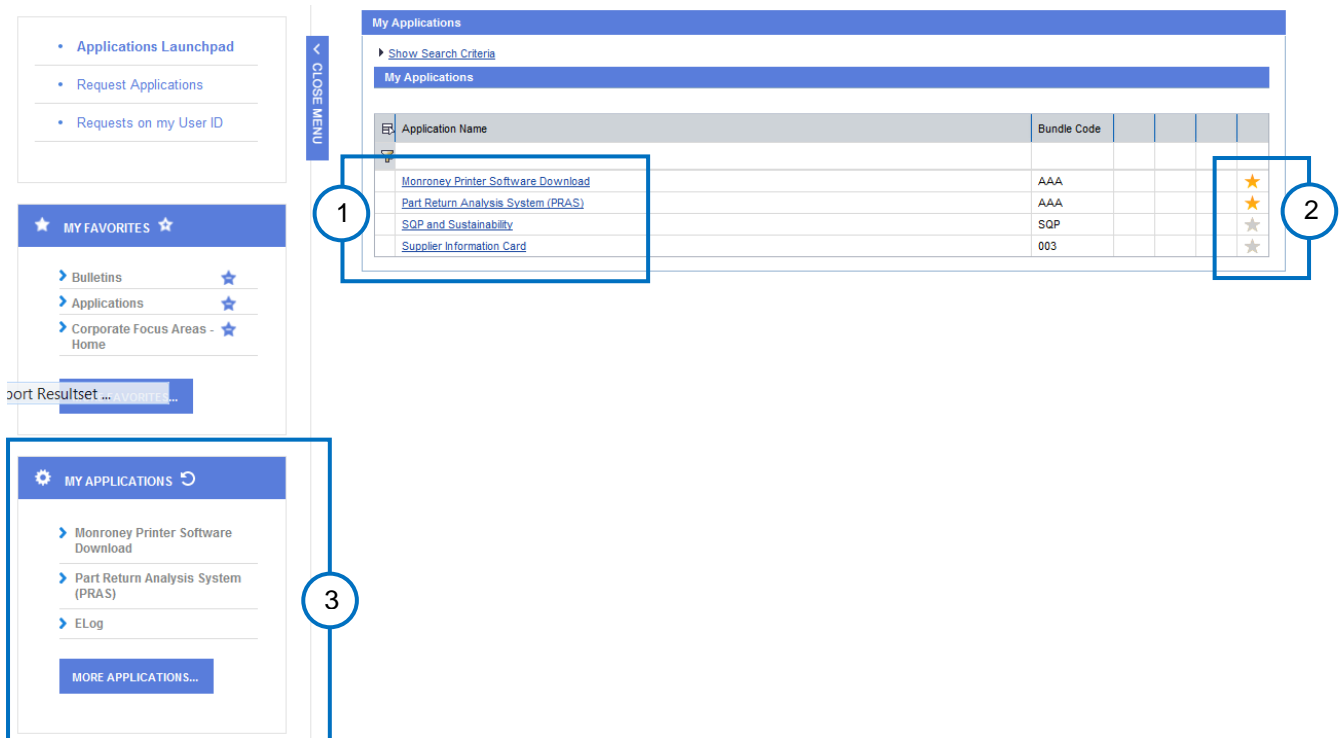 Applications Launchpad
Request Applications
Requests on my User ID
CLOSE MENU
MY FAVORITES
Bulletins
Applications
Corporate Focus Areas -
Home
port Resultset ...
AVORITES...
MY APPLICATIONS
Monroney Printer Software
Download
Part Return Analysis System
(PRAS)
ELog
MORE APPLICATIONS...
3
My Applications
Show Search Criteria
My Applications
Application Name Bundle Code
Monroney Printer Software Download AAA
Part Return Analysis System (PRAS) AAA
SQP and Sustainability SQP
Supplier Information Card 003
1
2